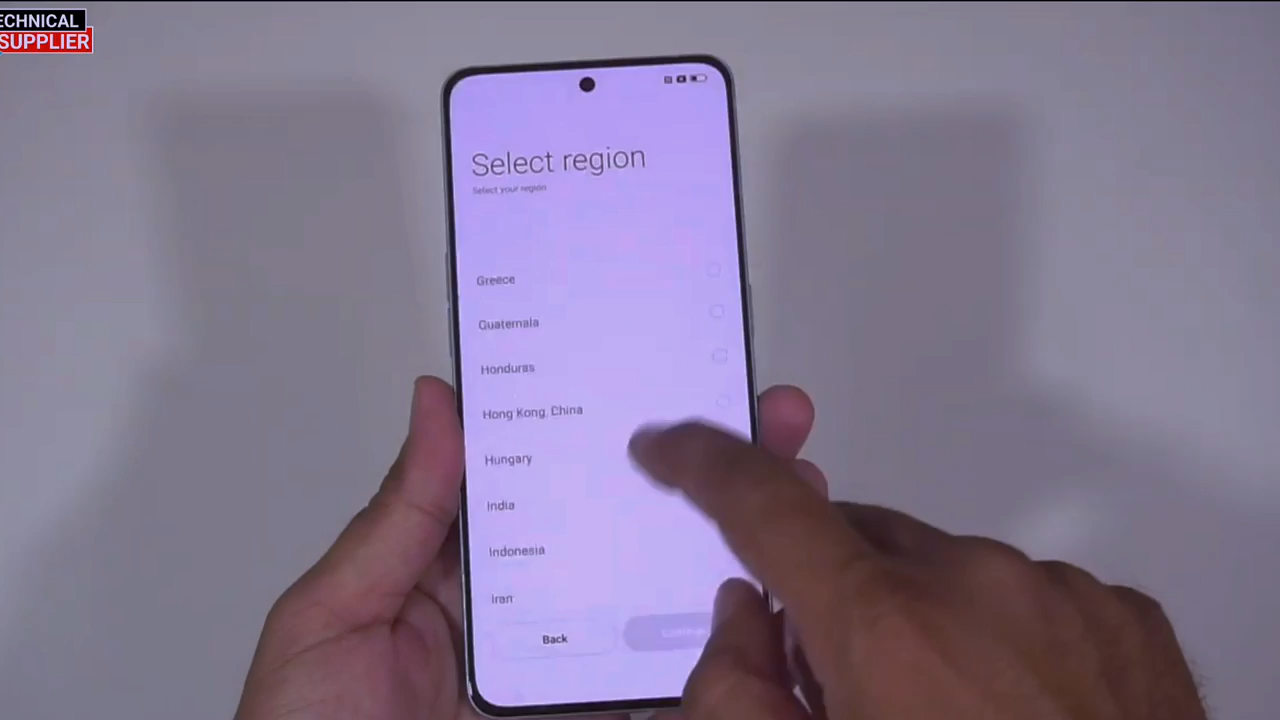 ECHNICAL
SUPPLIER
Select region
Select your region
Greece
Guatemala
Honduras
Hong Kong, China
Hungary
India
Indonesia
Iran
Back